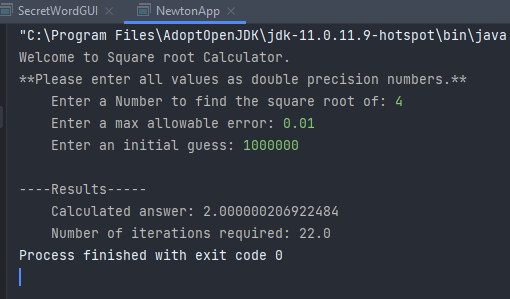 SecretWordGUI × NewtonApp ×
"C:\Program Files\AdoptOpenJDK\jdk-11.0.11.9-hotspot\bin\java
Welcome to Square root Calculator.
**Please enter all values as double precision numbers.**
Enter a Number to find the square root of: 4
Enter a max allowable error: 0.01
Enter an initial guess: 1000000
----Results-----
Calculated answer: 2.000000206922484
Number of iterations required: 22.0
Process finished with exit code 0